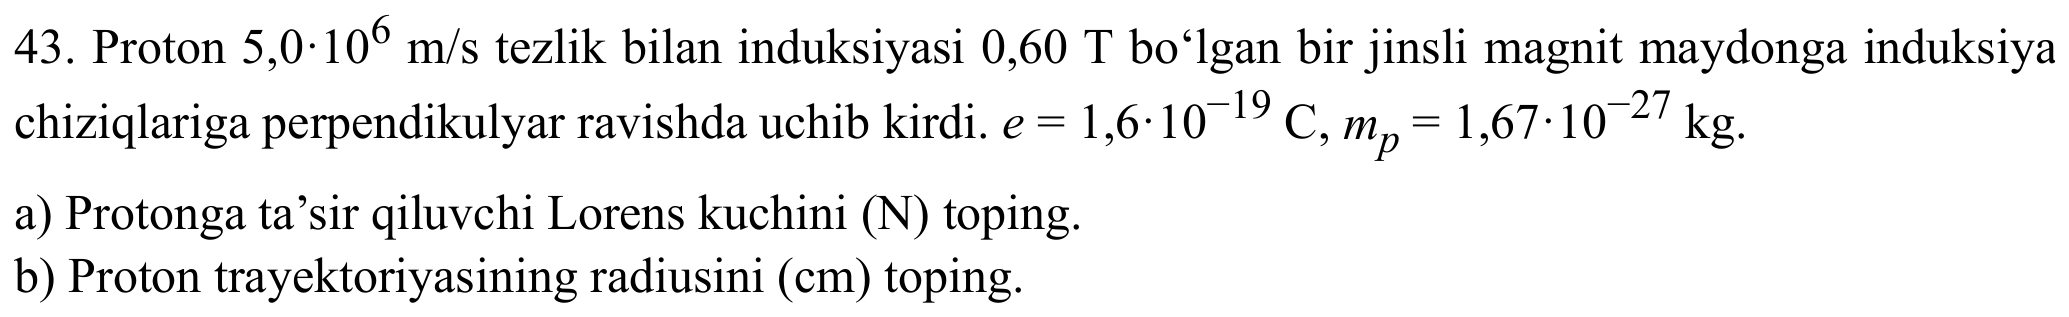 43. Proton 5,0·10⁶ m/s tezlik bilan induksiyasi 0,60 T bo‘lgan bir jinsli magnit maydonga induksiya
chiziqlariga perpendikulyar ravishda uchib kirdi. e = 1,6·10⁻¹⁹ C, mₚ = 1,67·10⁻²⁷ kg.
a) Protonga ta’sir qiluvchi Lorens kuchini (N) toping.
b) Proton trayektoriyasining radiusini (cm) toping.